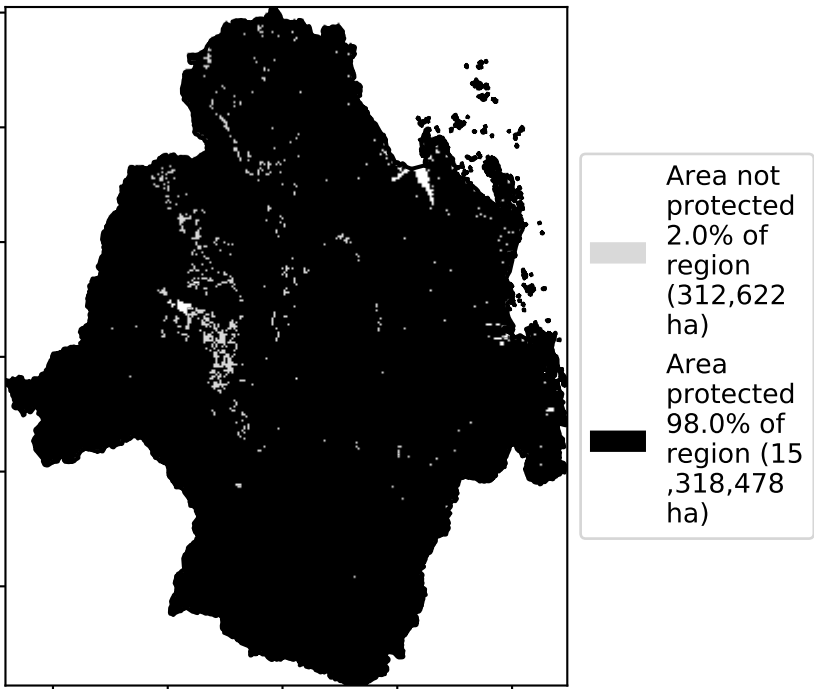 Area not
protected
2.0% of
region
(312,622
ha)
Area
protected
98.0% of
region (15
,318,478
ha)